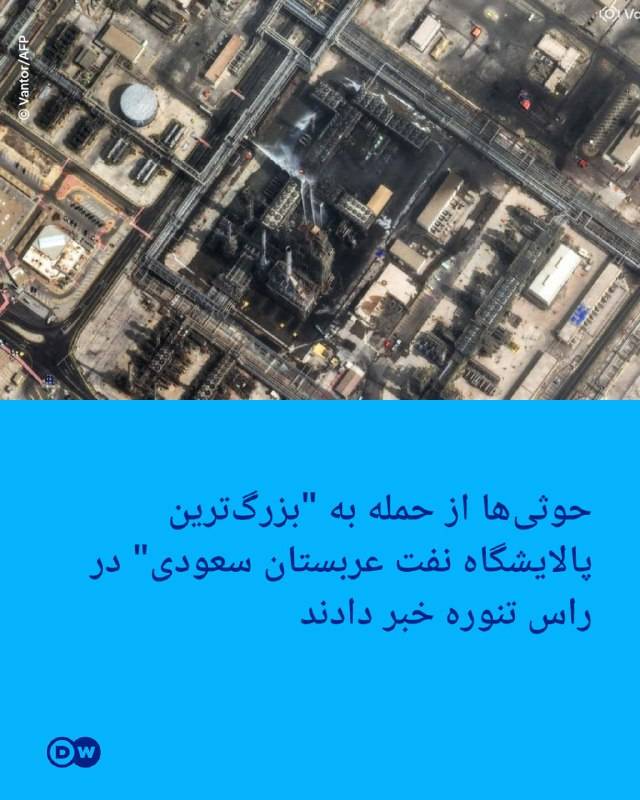 © Vantor/AFP
حوثی‌ها از حمله به "بزرگ‌ترین
پالایشگاه نفت عربستان سعودی" در
راس تنوره خبر دادند
DW